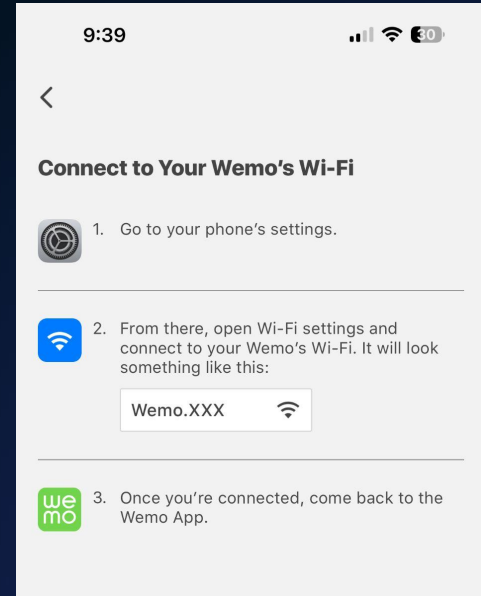 9:39
30
Connect to Your Wemo's Wi-Fi
1. Go to your phone's settings.
2. From there, open Wi-Fi settings and
connect to your Wemo's Wi-Fi. It will look
something like this:
Wemo.XXX
we
mo
3. Once you're connected, come back to the
Wemo App.